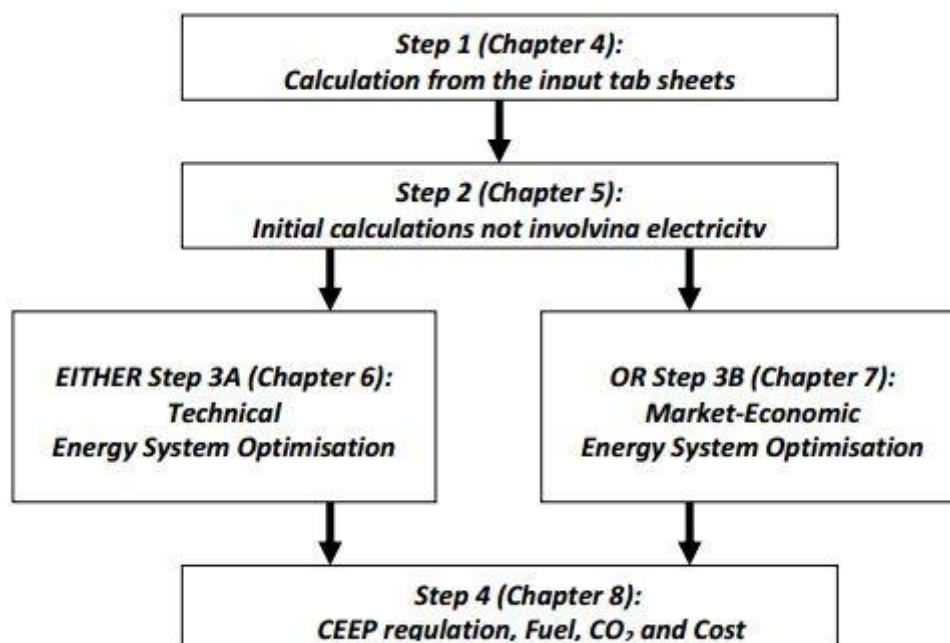 Step 1 (Chapter 4):
Calculation from the input tab sheets
Step 2 (Chapter 5):
Initial calculations not involving electricity
EITHER Step 3A (Chapter 6):
Technical
Energy System Optimisation
OR Step 3B (Chapter 7):
Market-Economic
Energy System Optimisation
Step 4 (Chapter 8):
CEEP regulation, Fuel, CO₂ and Cost